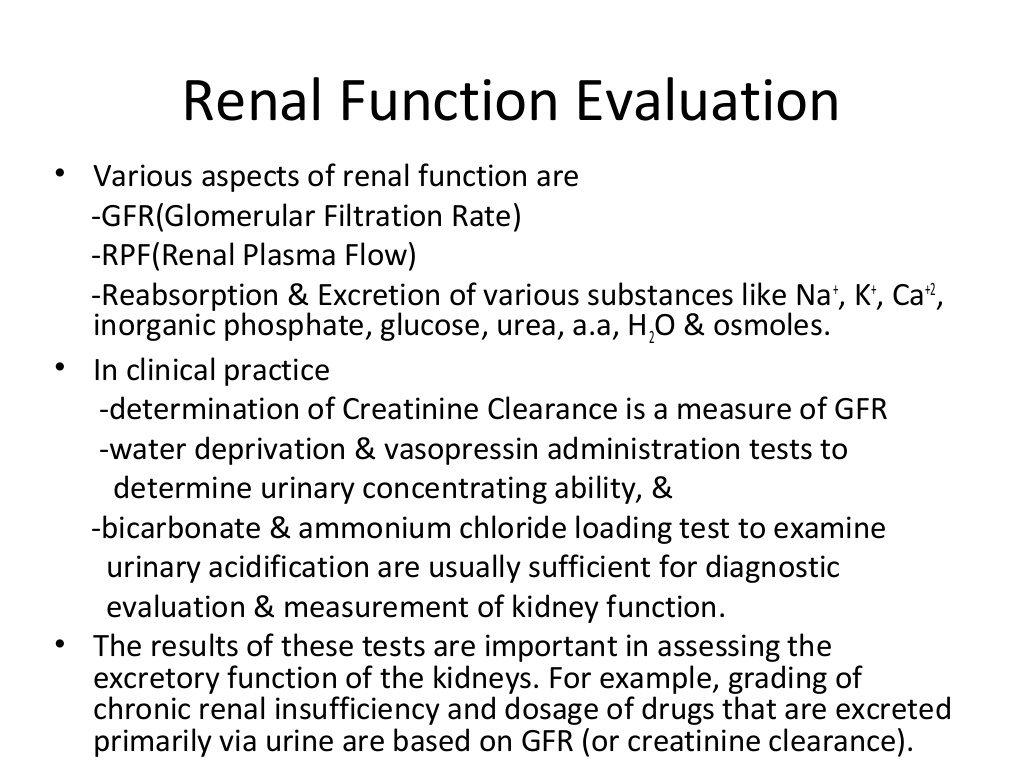 Renal Function Evaluation
• Various aspects of renal function are
-GFR(Glomerular Filtration Rate)
-RPF(Renal Plasma Flow)
-Reabsorption & Excretion of various substances like Na⁺, K⁺, Ca⁺²,
inorganic phosphate, glucose, urea, a.a, H₂O & osmoles.
• In clinical practice
-determination of Creatinine Clearance is a measure of GFR
-water deprivation & vasopressin administration tests to
determine urinary concentrating ability, &
-bicarbonate & ammonium chloride loading test to examine
urinary acidification are usually sufficient for diagnostic
evaluation & measurement of kidney function.
• The results of these tests are important in assessing the
excretory function of the kidneys. For example, grading of
chronic renal insufficiency and dosage of drugs that are excreted
primarily via urine are based on GFR (or creatinine clearance).